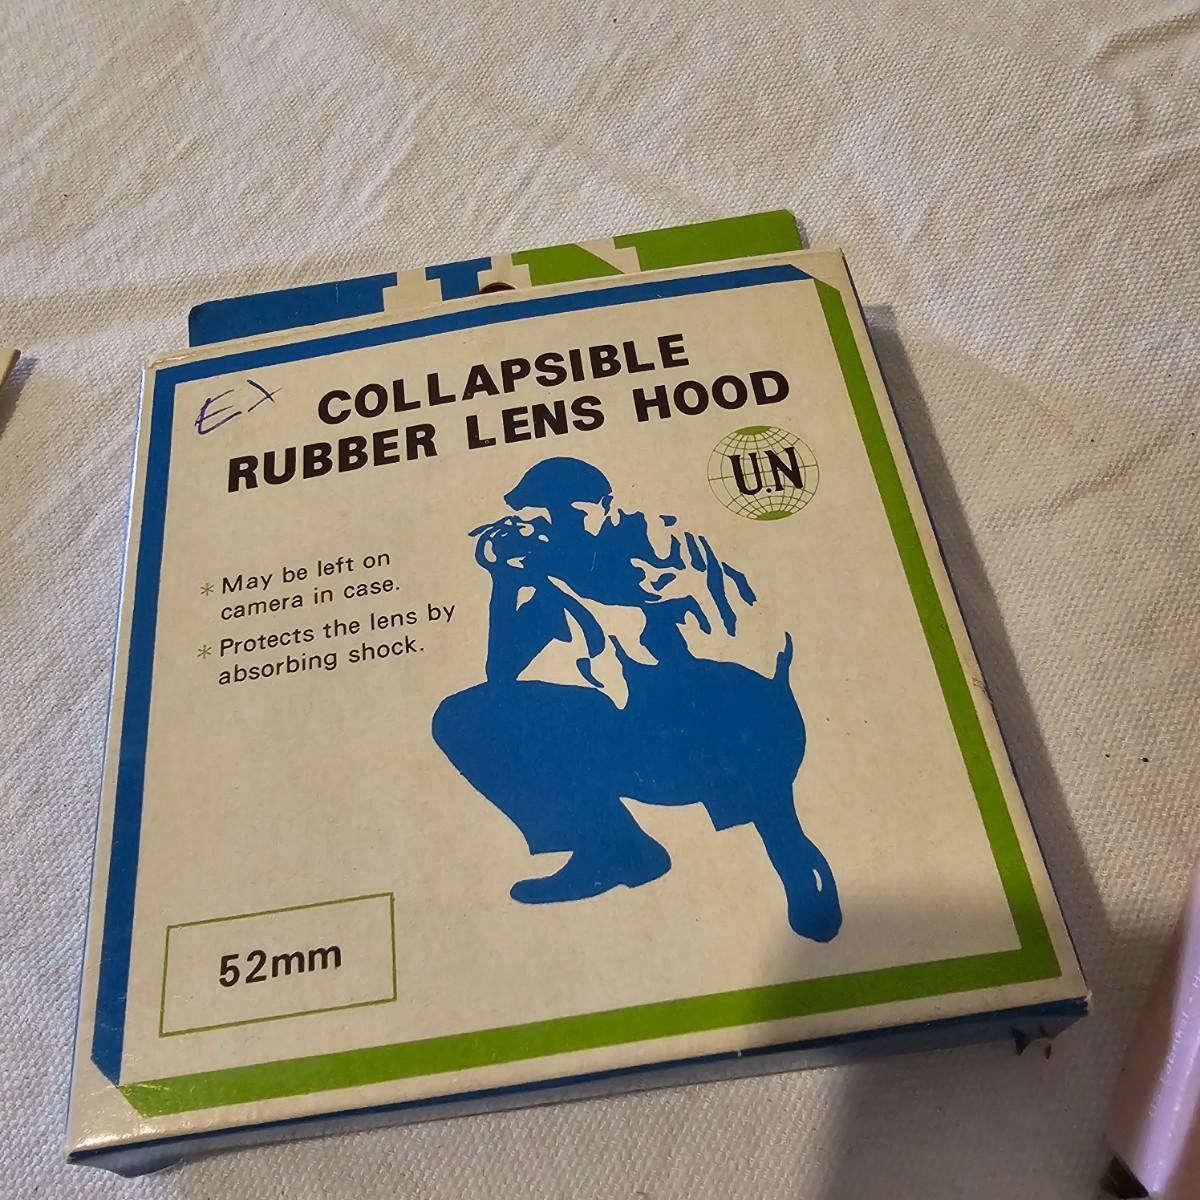 UN
EX
COLLAPSIBLE
RUBBER LENS HOOD
U.N
* May be left on
camera in case.
* Protects the lens by
absorbing shock.
52mm